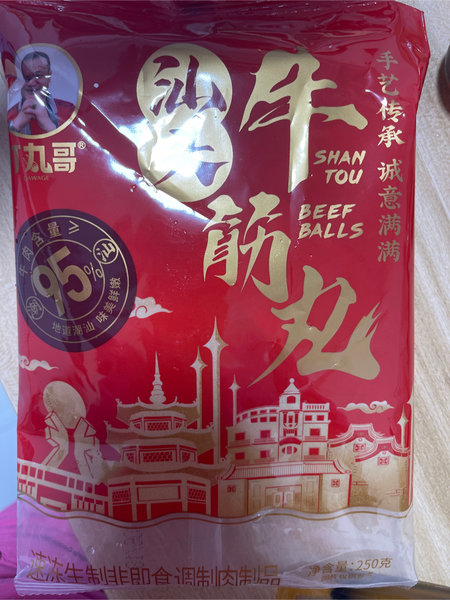 丸哥®
汕头
牛筋丸
SHAN
TOU
BEEF
BALLS
手艺传承 诚意满满
牛肉含量≥
95%
潮
汕
地道潮汕 味美鲜嫩
速冻生制非即食调制肉制品
净含量:250克